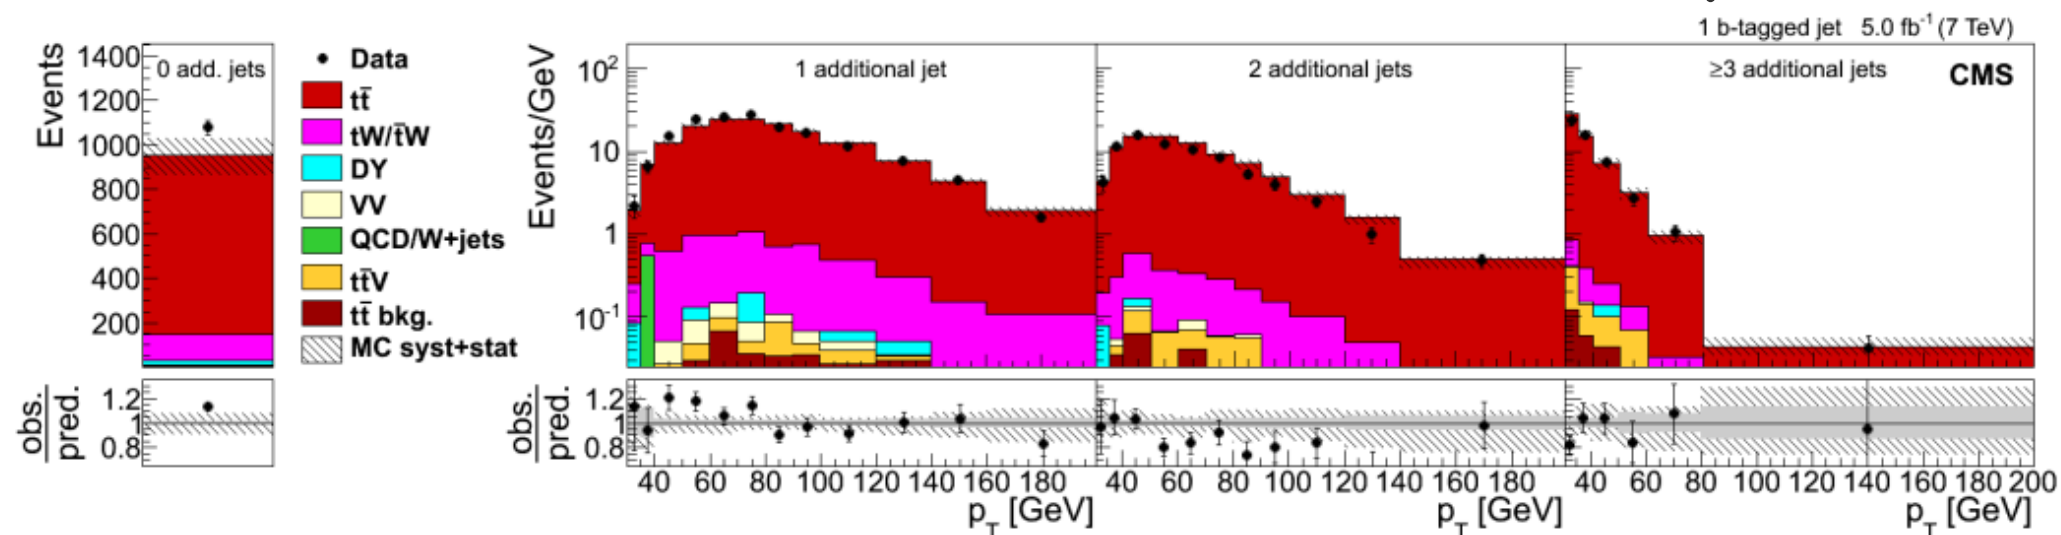 1 b-tagged jet 5.0 fb⁻¹ (7 TeV)
Events
1400
1200
1000
800
600
400
200
0 add. jets
Data
tt̄
tW/t̄W
DY
VV
QCD/W+jets
tt̄V
tt̄ bkg.
MC syst+stat
Events/GeV
10²
10
1
10⁻¹
1 additional jet
2 additional jets
≥3 additional jets
CMS
obs.
pred.
1.2
1
0.8
obs.
pred.
1.2
1
0.8
40 60 80 100 120 140 160 180
40 60 80 100 120 140 160 180
40 60 80 100 120 140 160 180 200
p_T [GeV]
p_T [GeV]
p_T [GeV]